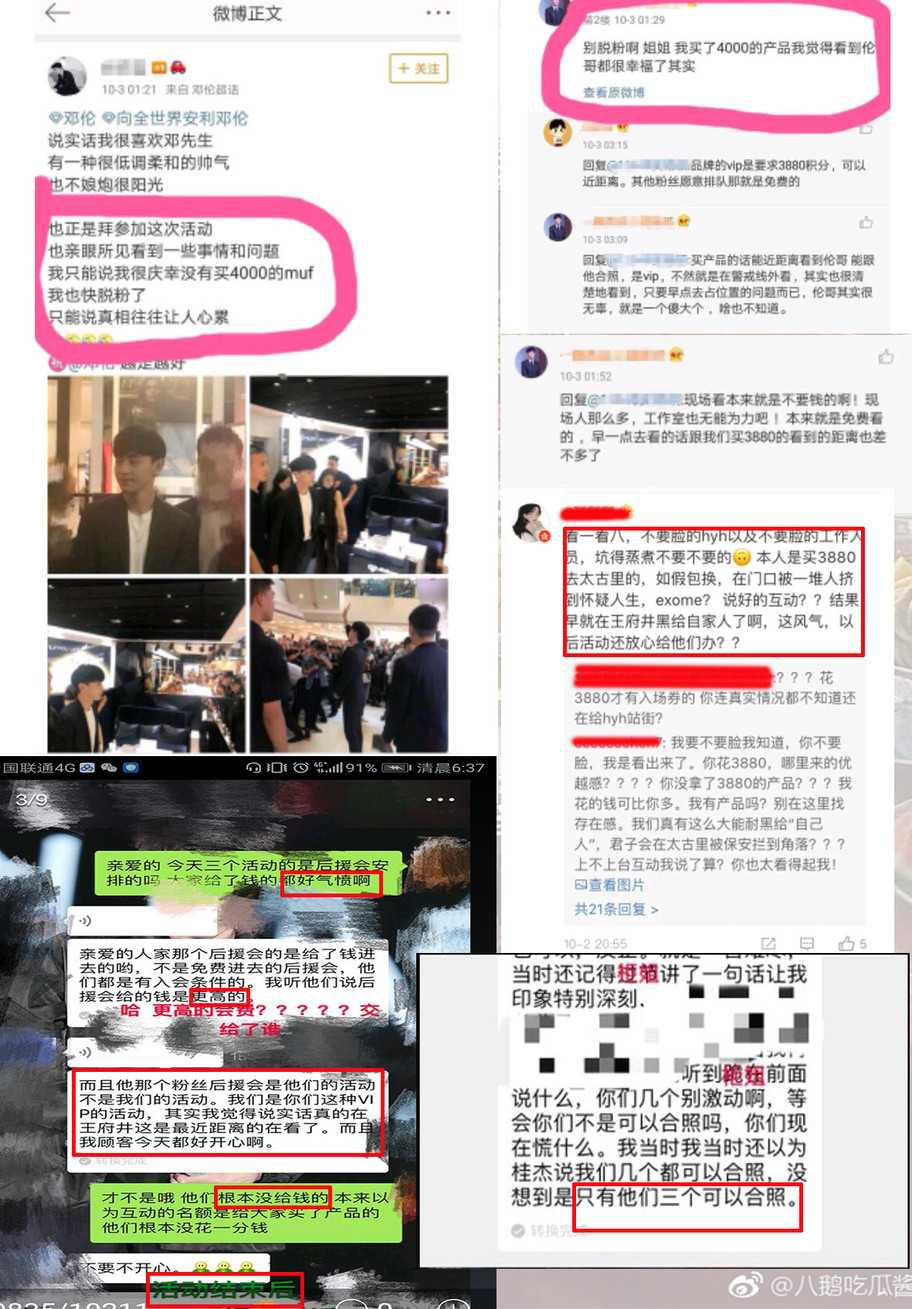 微博正文
+ 关注
10-3 01:21 来自 邓伦超话
邓伦 向全世界安利邓伦
说实话我很喜欢邓先生
有一种很低调柔和的帅气
也不娘炮很阳光
也正是拜参加这次活动
也亲眼所见看到一些事情和问题
我只能说我很庆幸没有买4000的muf
我也快脱粉了
只能说真相往往让人心累
@邓伦 越走越好
第2楼 10-3 01:29
别脱粉啊 姐姐 我买了4000的产品我觉得看到伦
哥都很幸福了其实
查看原微博
10-3 03:15
回复@品牌的vip是要求3880积分，可以
近距离。其他粉丝愿意排队那就是免费的
10-3 03:09
回复@:买产品的话能近距离看到伦哥 能跟
他合照，是vip，不然就是在警戒线外看，其实也很清
楚地看到，只要早点去占位置的问题而已，伦哥其实很
无辜，就是一个傻大个 ，啥也不知道。
10-3 01:52
回复@现场看本来就是不要钱的啊！现
场人那么多，工作室也无能为力吧！本来就是免费看
的 ，早一点去看的话跟我们买3880的看到的距离也差
不多了
看一看八，不要脸的hyh以及不要脸的工作人
员，坑得蒸煮不要不要的 本人是买3880
去太古里的，如假包换，在门口被一堆人挤
到怀疑人生，exome？ 说好的互动？？结果
早就在王府井黑给自家人了啊，这风气，以
后活动还放心给他们办？？
？？？花
3880才有入场券的 你连真实情况都不知道还
在给hyh站街？
: 我要不要脸我知道，你不要
脸，我是看出来了。你花3880，哪里来的优
越感？？？？你没拿了3880的产品？？？我
花的钱可比你多。我有产品吗？别在这里找
存在感。我们真有这么大能耐黑给“自己
人”，君子会在太古里被保安拦到角落？？？
上不上台互动我说了算？你也太看得起我！
查看图片
共21条回复 >
10-2 20:55
5
国联通4G
4G 91% 清晨6:37
3/9
亲爱的 今天三个活动的是后援会安
排的吗 大家给了钱的都好气愤啊
亲爱的人家那个后援会的是给了钱进
去的哟，不是免费进去的后援会，他
们都是有入会条件的。我听他们说后
援会给的钱是更高的。
哈 更高的会费？？？？？交
给了谁
而且他那个粉丝后援会是他们的活动
不是我们的活动。我们是你们这种VI
P的活动，其实我觉得说实话真的在
王府井这是最近距离的在看了。而且
我顾客今天都好开心啊。
转换完成
才不是哦 他们根本没给钱的 本来以
为互动的名额是给大家买了产品的
他们根本没花一分钱
不要不开心。
活动结束后
当时还记得讲了一句话让我
印象特别深刻.
听到在前面
说什么，你们几个别激动啊，等
会你们不是可以合照吗，你们现
在慌什么。我当时我当时还以为
桂杰说我们几个都可以合照，没
想到是只有他们三个可以合照。
转换完
@八鹅吃瓜酱